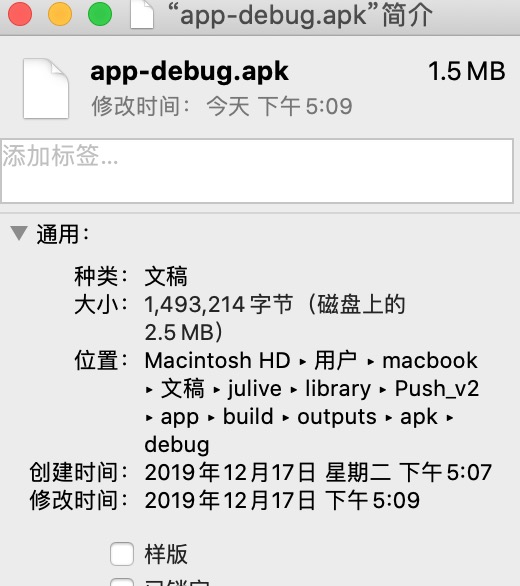 “app-debug.apk”简介
app-debug.apk 1.5 MB
修改时间：今天 下午 5:09
添加标签...
通用：
种类：文稿
大小：1,493,214 字节（磁盘上的
2.5 MB）
位置：Macintosh HD ▸ 用户 ▸ macbook
▸ 文稿 ▸ julive ▸ library ▸ Push_v2
▸ app ▸ build ▸ outputs ▸ apk ▸
debug
创建时间：2019年12月17日 星期二 下午 5:07
修改时间：2019年12月17日 下午 5:09
样版